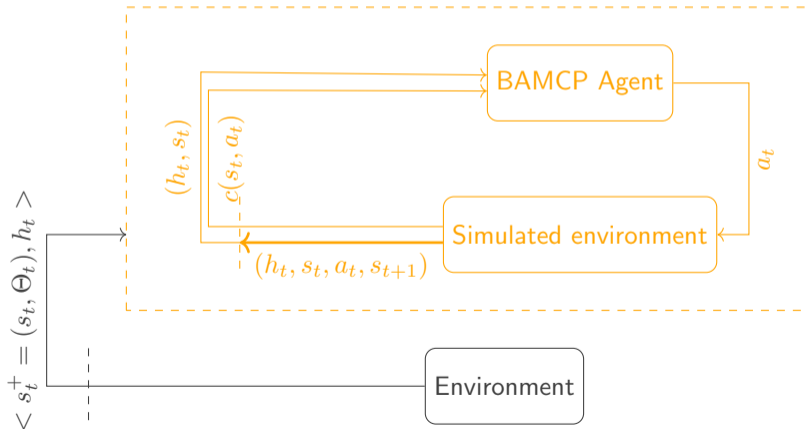 BAMCP Agent
(h_t, s_t)
c(s_t, a_t)
a_t
Simulated environment
(h_t, s_t, a_t, s_{t+1})
< s_t^+ = (s_t, Θ_t), h_t >
Environment